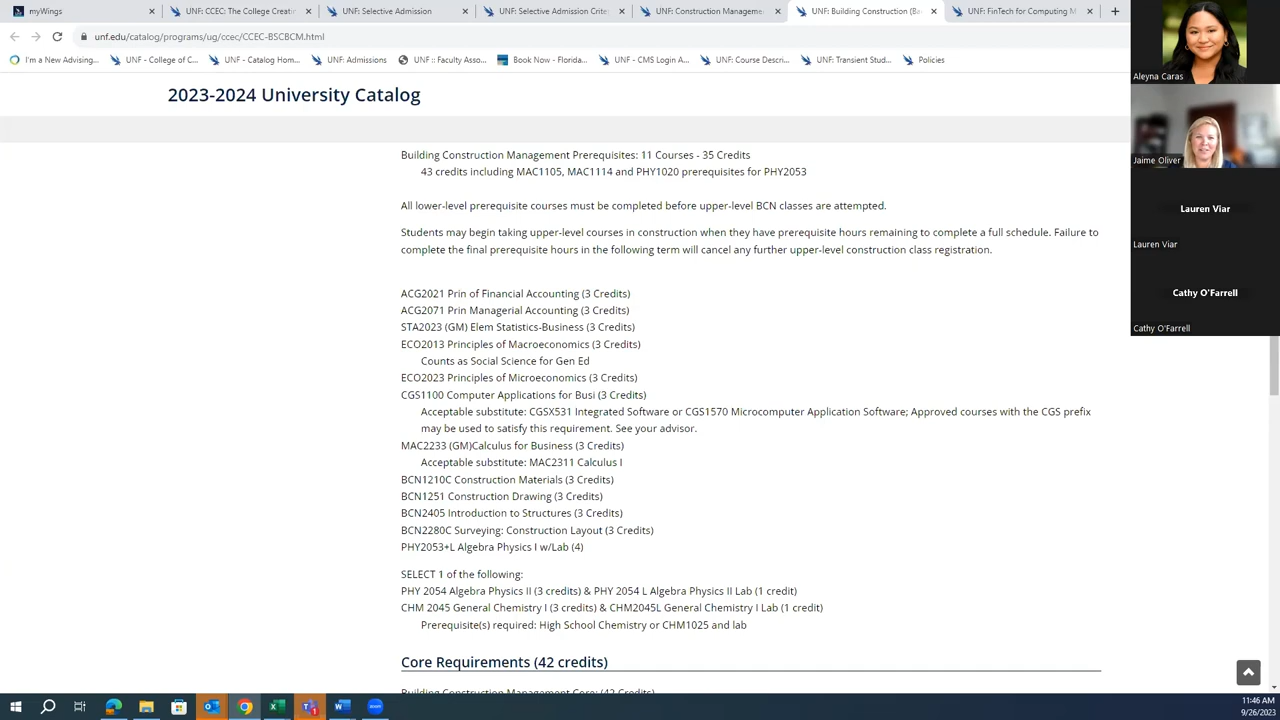 myWings
UNF: CCEC: The College Creati
UNF: Selective Admission
UNF: Selective Admission Crite
UNF: Construction Manageme
UNF: Building Construction (Ba
UNF: FinTech for Computing M
unf.edu/catalog/programs/ug/ccec/CCEC-BSCBCM.html
I'm a New Advising...
UNF - College of C...
UNF - Catalog Hom...
UNF: Admissions
UNF :: Faculty Asso...
Book Now - Florida...
UNF - CMS Login A...
UNF: Course Descri...
UNF: Transient Stud...
Policies
2023-2024 University Catalog
Building Construction Management Prerequisites: 11 Courses - 35 Credits
43 credits including MAC1105, MAC1114 and PHY1020 prerequisites for PHY2053
All lower-level prerequisite courses must be completed before upper-level BCN classes are attempted.
Students may begin taking upper-level courses in construction when they have prerequisite hours remaining to complete a full schedule. Failure to
complete the final prerequisite hours in the following term will cancel any further upper-level construction class registration.
ACG2021 Prin of Financial Accounting (3 Credits)
ACG2071 Prin Managerial Accounting (3 Credits)
STA2023 (GM) Elem Statistics-Business (3 Credits)
ECO2013 Principles of Macroeconomics (3 Credits)
Counts as Social Science for Gen Ed
ECO2023 Principles of Microeconomics (3 Credits)
CGS1100 Computer Applications for Busi (3 Credits)
Acceptable substitute: CGSX531 Integrated Software or CGS1570 Microcomputer Application Software; Approved courses with the CGS prefix
may be used to satisfy this requirement. See your advisor.
MAC2233 (GM)Calculus for Business (3 Credits)
Acceptable substitute: MAC2311 Calculus I
BCN1210C Construction Materials (3 Credits)
BCN1251 Construction Drawing (3 Credits)
BCN2405 Introduction to Structures (3 Credits)
BCN2280C Surveying: Construction Layout (3 Credits)
PHY2053+L Algebra Physics I w/Lab (4)
SELECT 1 of the following:
PHY 2054 Algebra Physics II (3 credits) & PHY 2054 L Algebra Physics II Lab (1 credit)
CHM 2045 General Chemistry I (3 credits) & CHM2045L General Chemistry I Lab (1 credit)
Prerequisite(s) required: High School Chemistry or CHM1025 and lab
Core Requirements (42 credits)
Building Construction Management Core: (42 Credits)
Aleyna Caras
Jaime Oliver
Lauren Viar
Lauren Viar
Cathy O'Farrell
Cathy O'Farrell
11:46 AM
9/26/2023